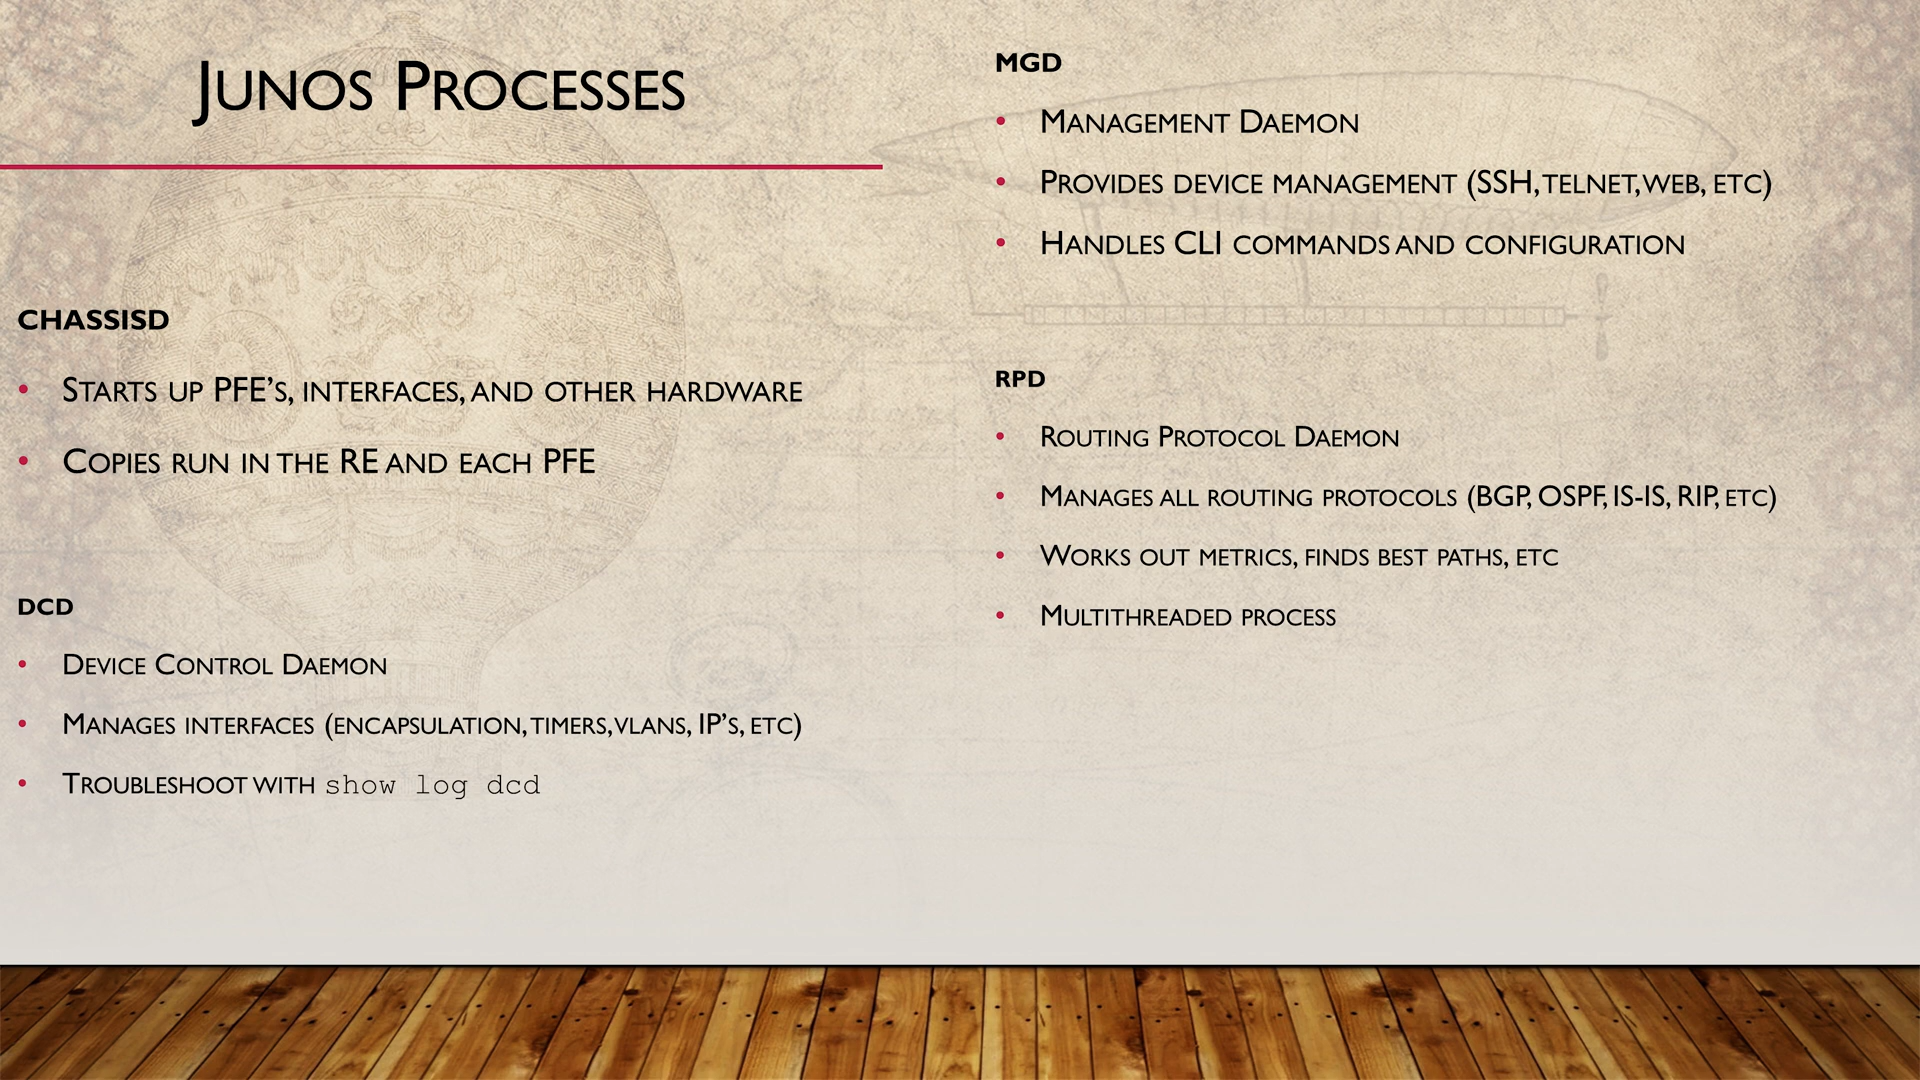 Junos Processes
CHASSISD
• Starts up PFE’s, interfaces, and other hardware
• Copies run in the RE and each PFE
DCD
• Device Control Daemon
• Manages interfaces (encapsulation, timers, vlans, IP’s, etc)
• Troubleshoot with show log dcd
MGD
• Management Daemon
• Provides device management (SSH, telnet, web, etc)
• Handles CLI commands and configuration
RPD
• Routing Protocol Daemon
• Manages all routing protocols (BGP, OSPF, IS-IS, RIP, etc)
• Works out metrics, finds best paths, etc
• Multithreaded process